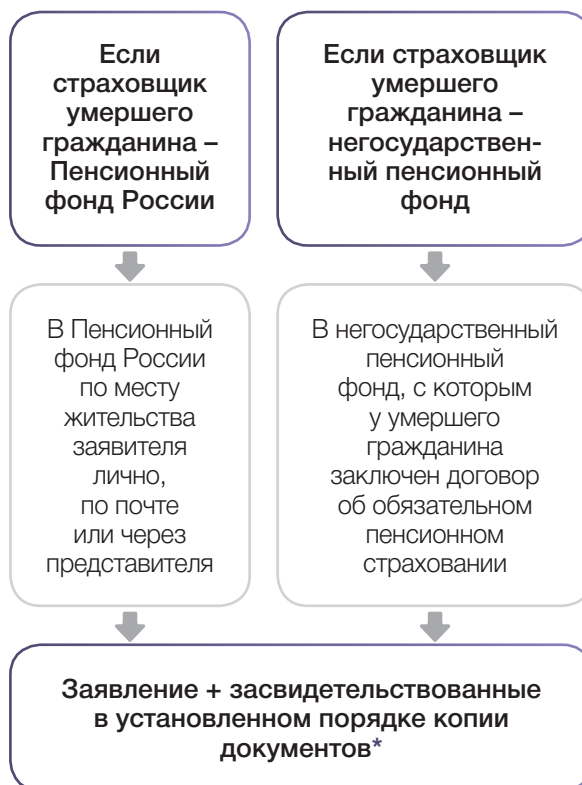 Если
страховщик
умершего
гражданина –
Пенсионный
фонд России
Если страховщик
умершего
гражданина –
негосударствен-
ный пенсионный
фонд
В Пенсионный
фонд России
по месту
жительства
заявителя
лично,
по почте
или через
представителя
В негосударственный
пенсионный
фонд, с которым
у умершего
гражданина
заключен договор
об обязательном
пенсионном
страховании
Заявление + засвидетельствованные
в установленном порядке копии
документов*